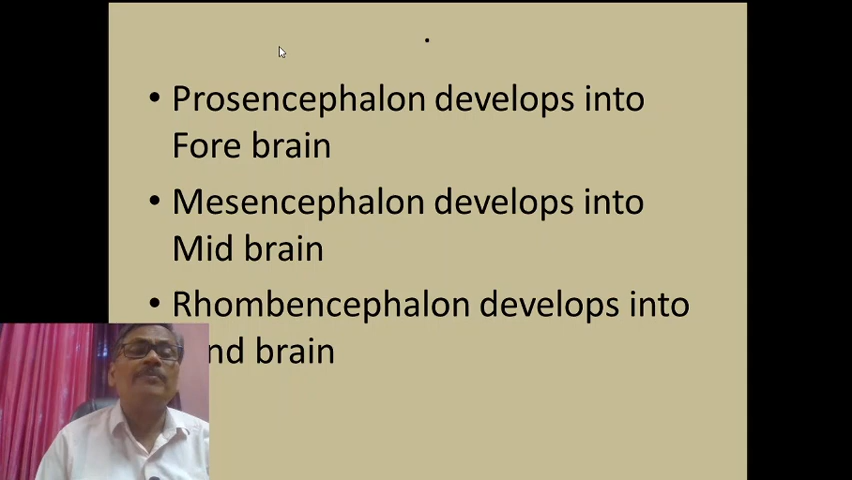 .
• Prosencephalon develops into
Fore brain
• Mesencephalon develops into
Mid brain
• Rhombencephalon develops into
brain